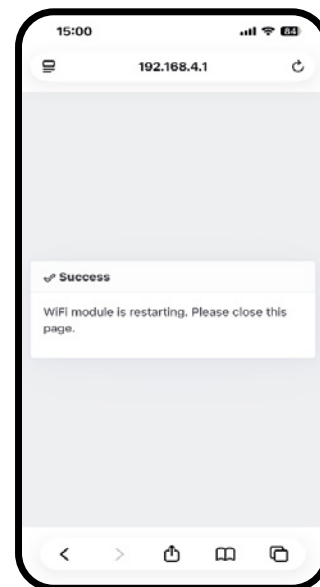 15:00
84
192.168.4.1
Success
WiFi module is restarting. Please close this
page.